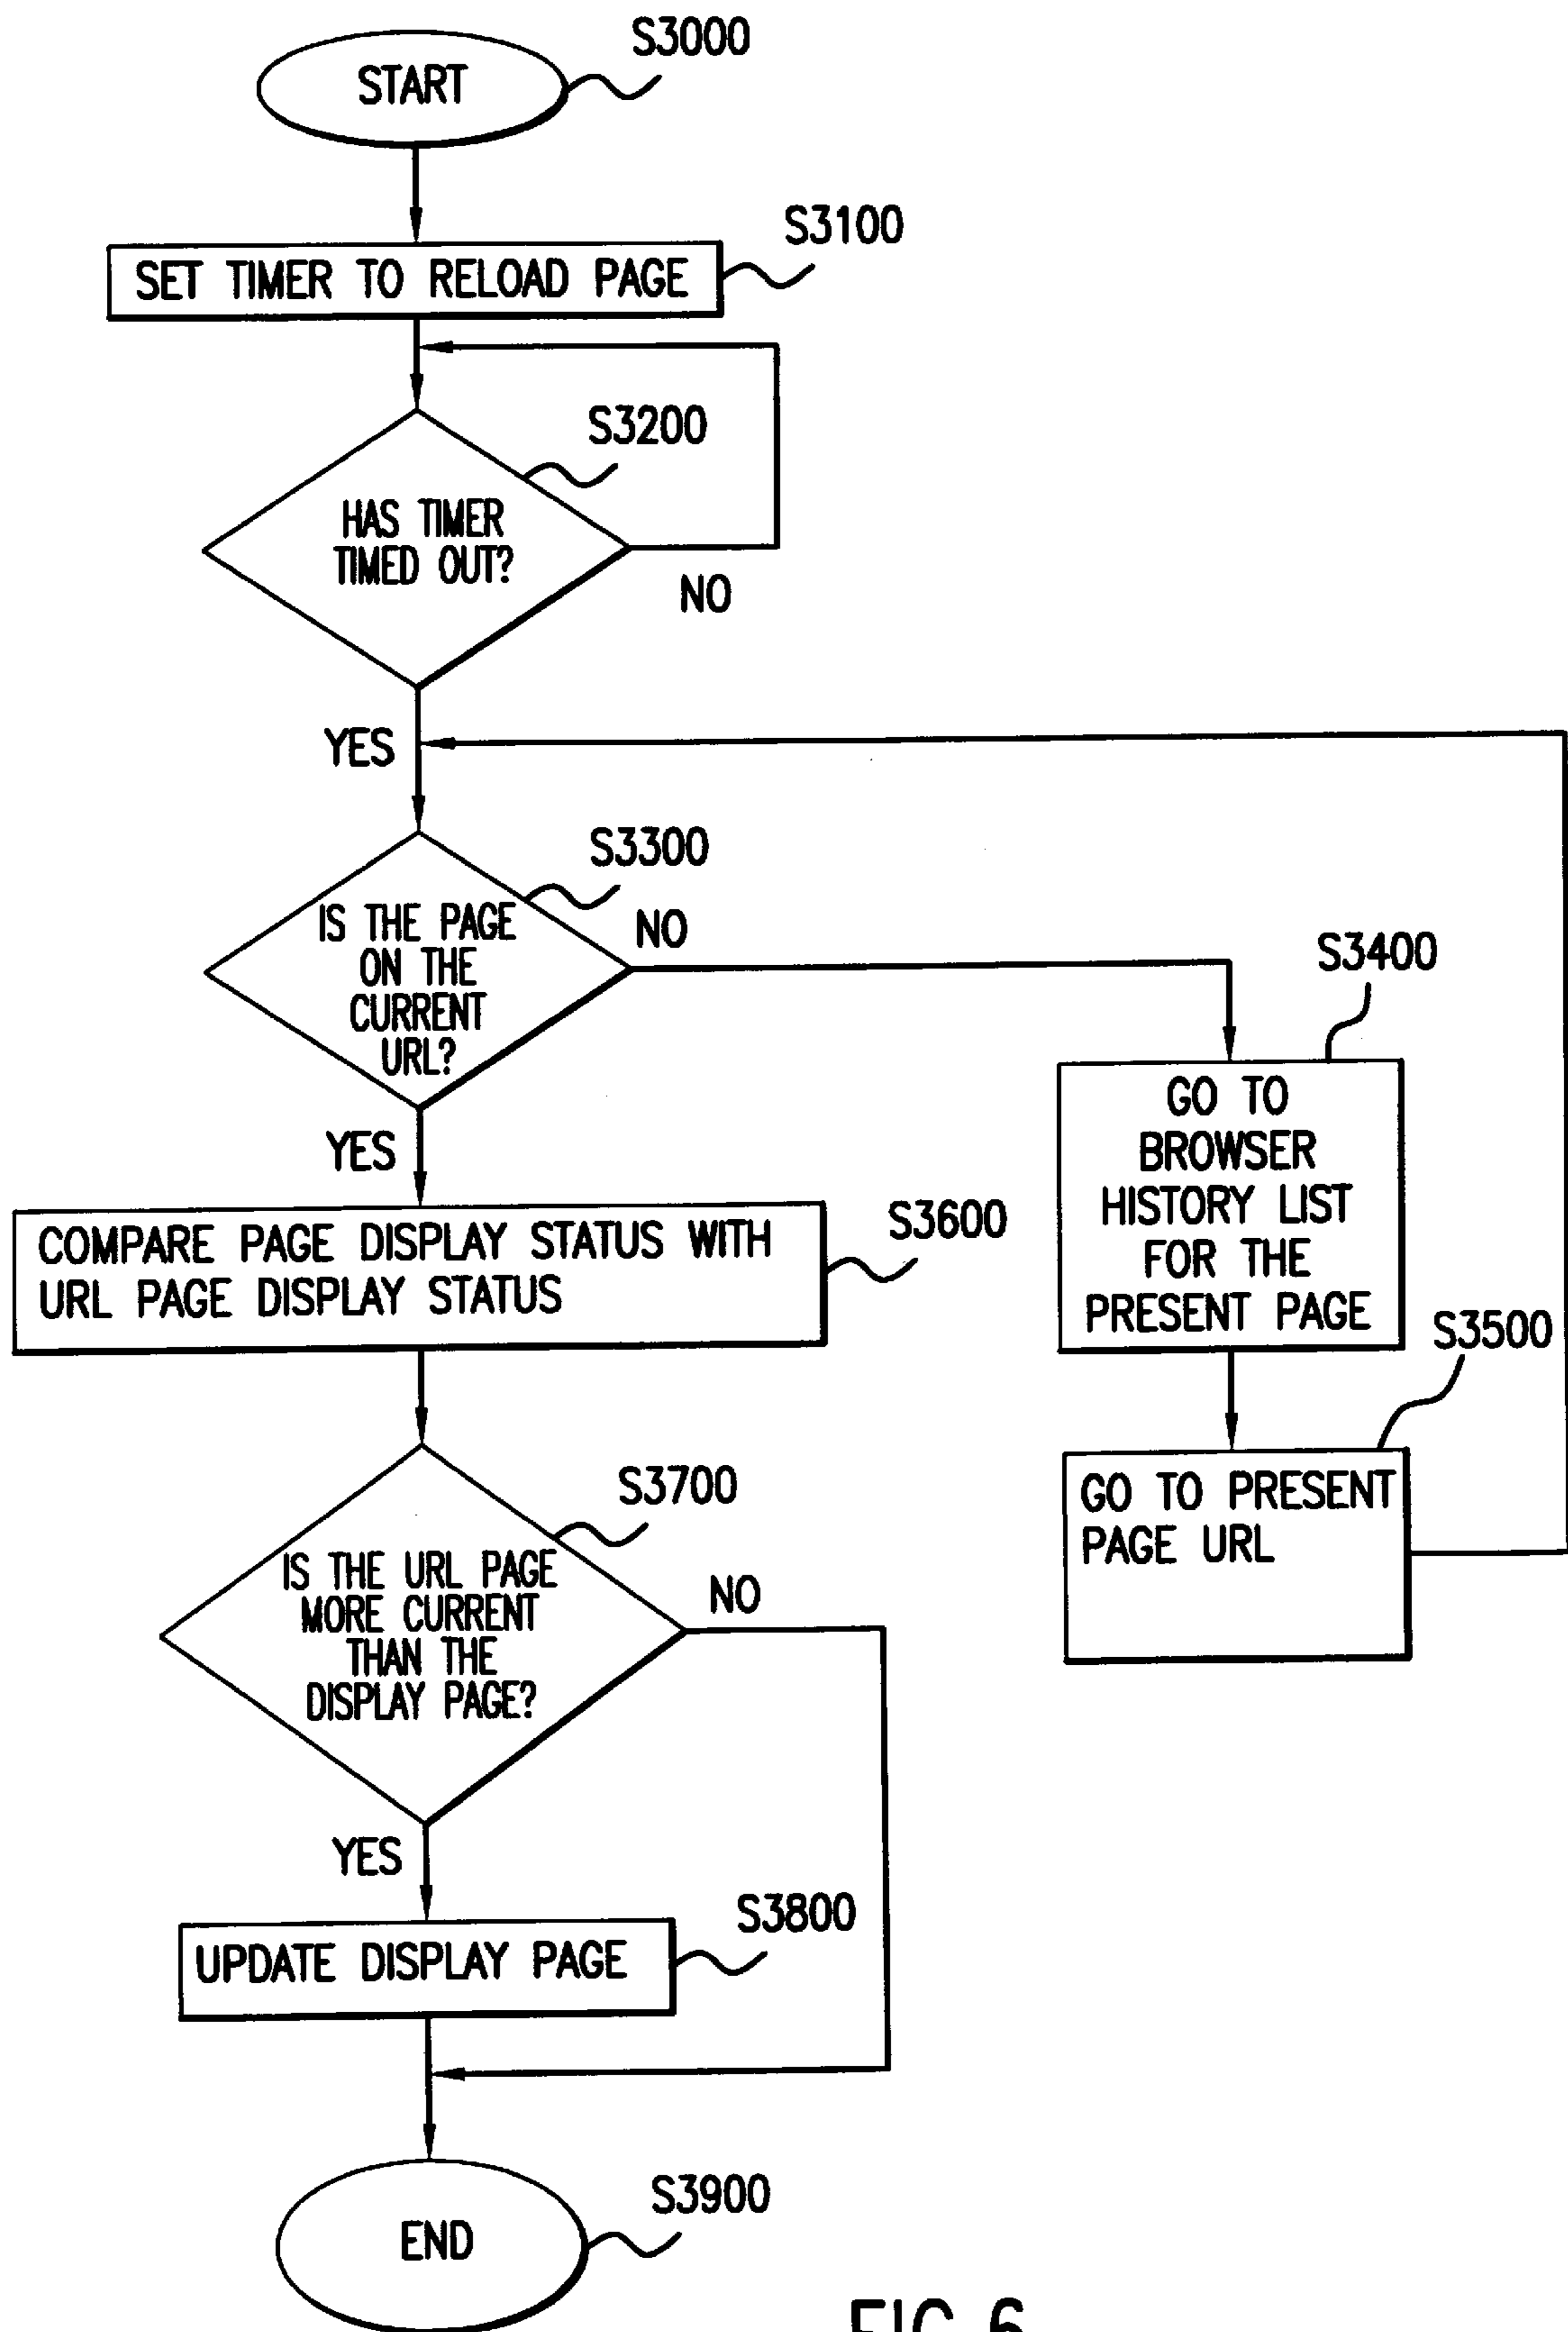 S3000
START
S3100
SET TIMER TO RELOAD PAGE
S3200
HAS TIMER
TIMED OUT?
NO
YES
S3300
IS THE PAGE
ON THE
CURRENT
URL?
NO
S3400
GO TO
BROWSER
HISTORY LIST
FOR THE
PRESENT PAGE
YES
S3600
COMPARE PAGE DISPLAY STATUS WITH
URL PAGE DISPLAY STATUS
S3500
GO TO PRESENT
PAGE URL
S3700
IS THE URL PAGE
MORE CURRENT
THAN THE
DISPLAY PAGE?
NO
YES
S3800
UPDATE DISPLAY PAGE
S3900
END
FIG. 6